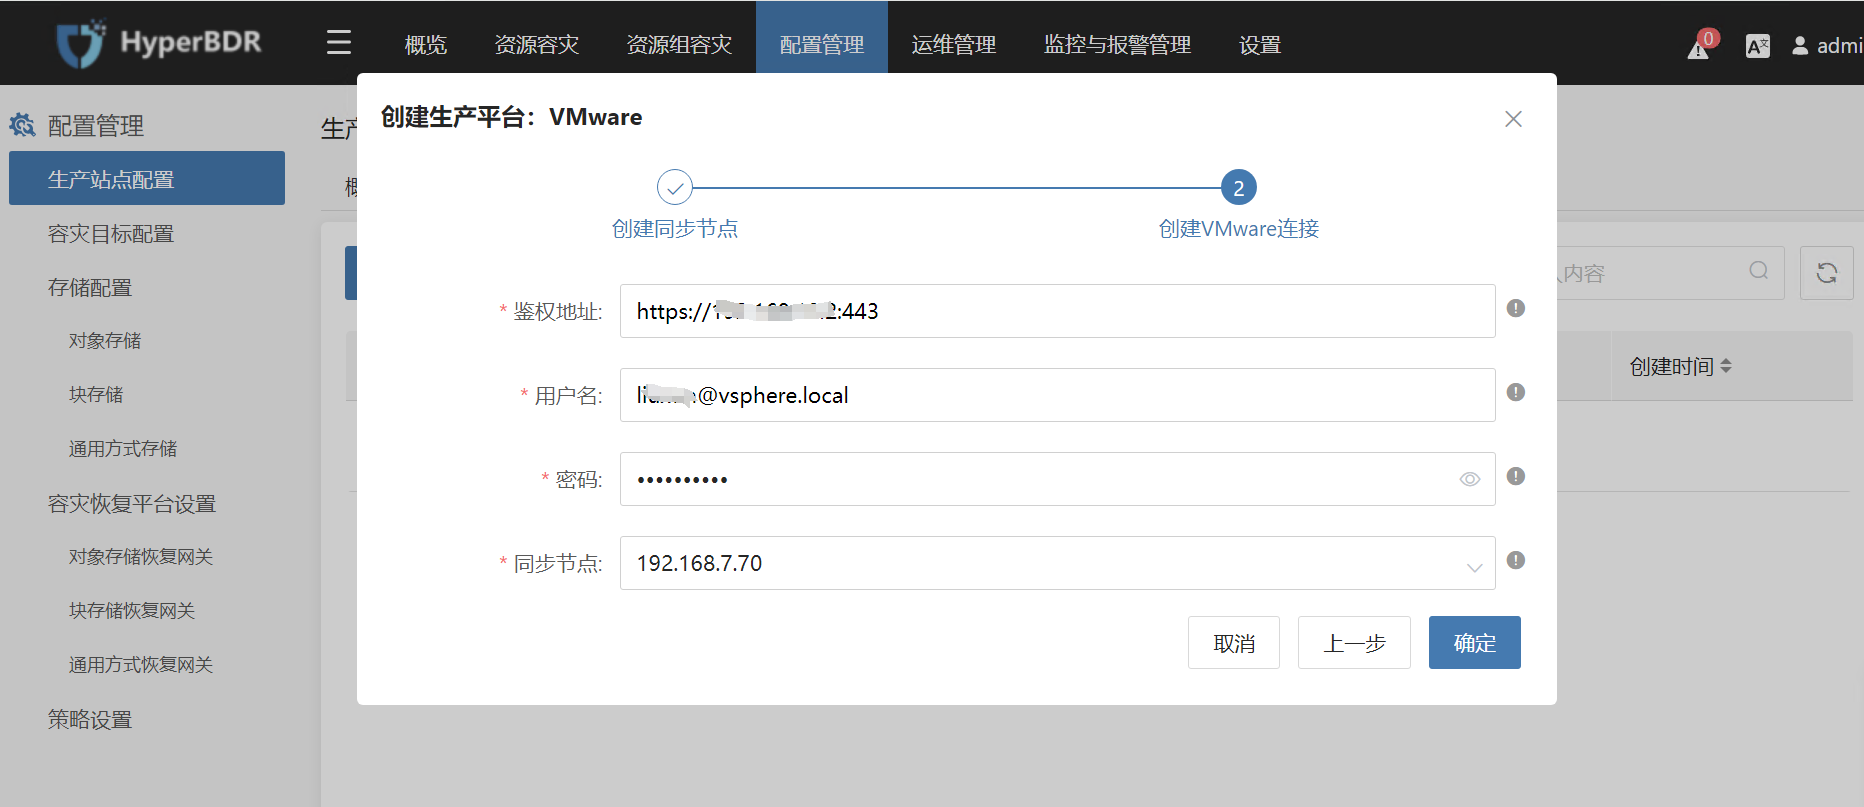 HyperBDR
概览
资源容灾
资源组容灾
配置管理
运维管理
监控与报警管理
设置
0
admi
配置管理
生产站点配置
容灾目标配置
存储配置
对象存储
块存储
通用方式存储
容灾恢复平台设置
对象存储恢复网关
块存储恢复网关
通用方式恢复网关
策略设置
生产
创建生产平台：VMware
2
创建同步节点
创建VMware连接
* 鉴权地址:
https://
:443
* 用户名:
@vsphere.local
* 密码:
••••••••••
* 同步节点:
192.168.7.70
取消
上一步
确定
内容
创建时间